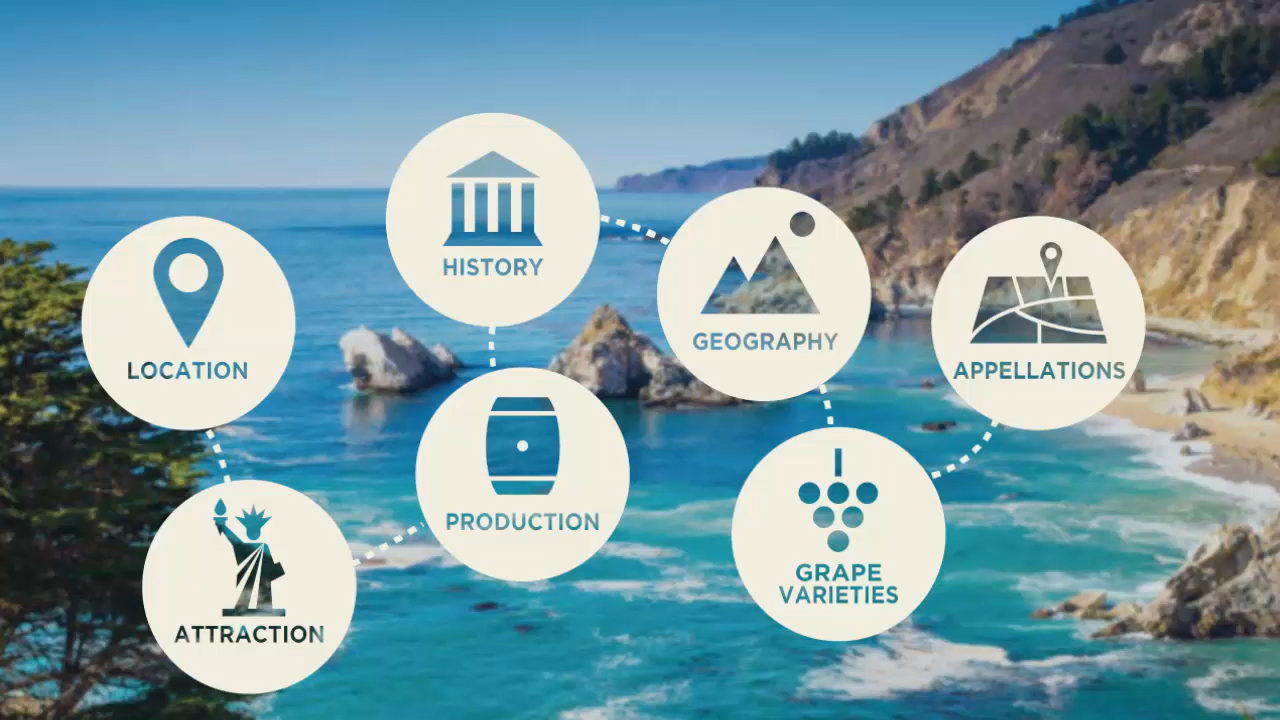 LOCATION
ATTRACTION
PRODUCTION
HISTORY
GEOGRAPHY
GRAPE
VARIETIES
APPELLATIONS